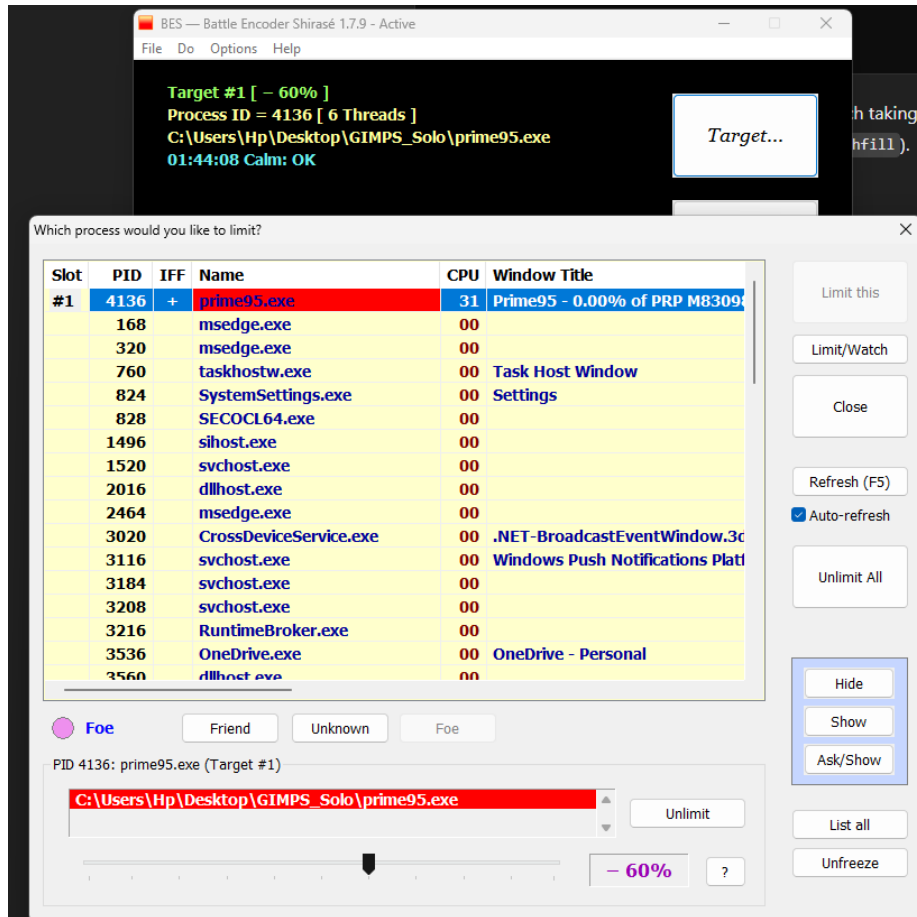 BES — Battle Encoder Shirasé 1.7.9 - Active
File Do Options Help
Target #1 [ − 60% ]
Process ID = 4136 [ 6 Threads ]
C:\Users\Hp\Desktop\GIMPS_Solo\prime95.exe
01:44:08 Calm: OK
Target...
taking
hfill ).
Which process would you like to limit?
Slot PID IFF Name CPU Window Title
#1 4136 + prime95.exe 31 Prime95 - 0.00% of PRP M8309
168 msedge.exe 00
320 msedge.exe 00
760 taskhostw.exe 00 Task Host Window
824 SystemSettings.exe 00 Settings
828 SECOCL64.exe 00
1496 sihost.exe 00
1520 svchost.exe 00
2016 dllhost.exe 00
2464 msedge.exe 00
3020 CrossDeviceService.exe 00 .NET-BroadcastEventWindow.3
3116 svchost.exe 00 Windows Push Notifications Plat
3184 svchost.exe 00
3208 svchost.exe 00
3216 RuntimeBroker.exe 00
3536 OneDrive.exe 00 OneDrive - Personal
3560 dllhost.exe 00
Limit this
Limit/Watch
Close
Refresh (F5)
Auto-refresh
Unlimit All
Hide
Show
Ask/Show
List all
Unfreeze
Foe Friend Unknown Foe
PID 4136: prime95.exe (Target #1)
C:\Users\Hp\Desktop\GIMPS_Solo\prime95.exe
Unlimit
− 60% ?